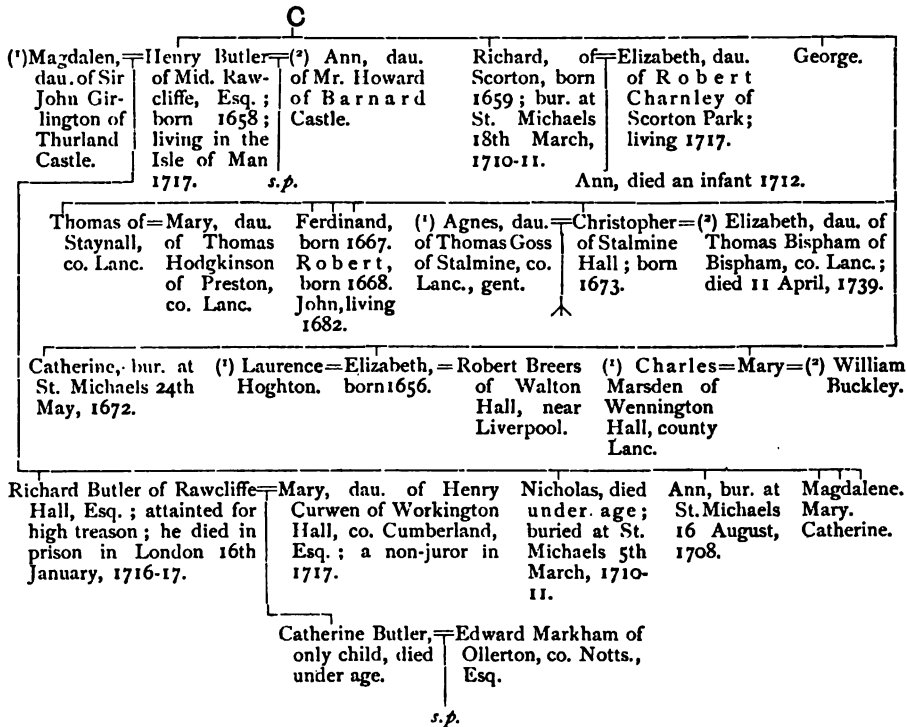 C
(1) Magdalen,
dau. of Sir
John Gir-
lington of
Thurland
Castle.
= Henry Butler =
of Mid. Raw-
cliffe, Esq. ;
born 1658 ;
living in the
Isle of Man
1717.
(2) Ann, dau.
of Mr. Howard
of Barnard
Castle.
s.p.
Richard, of
Scorton, born
1659 ; bur. at
St. Michaels
18th March,
1710-11.
= Elizabeth, dau.
of Robert
Charnley of
Scorton Park ;
living 1717.
George.
Ann, died an infant 1712.
Thomas of =
Staynall,
co. Lanc.
Mary, dau.
of Thomas
Hodgkinson
of Preston,
co. Lanc.
Ferdinand,
born 1667.
Robert,
born 1668.
John, living
1682.
(1) Agnes, dau. =
of Thomas Goss
of Stalmine, co.
Lanc., gent.
Christopher =
of Stalmine
Hall ; born
1673.
(2) Elizabeth, dau. of
Thomas Bispham of
Bispham, co. Lanc. ;
died 11 April, 1739.
Catherine, bur. at
St. Michaels 24th
May, 1672.
(1) Laurence =
Hoghton.
Elizabeth, =
born 1656.
Robert Breers
of Walton
Hall, near
Liverpool.
(1) Charles =
Marsden of
Wennington
Hall, county
Lanc.
Mary =
(2) William
Buckley.
Richard Butler of Rawcliffe =
Hall, Esq. ; attainted for
high treason ; he died in
prison in London 16th
January, 1716-17.
Mary, dau. of Henry
Curwen of Workington
Hall, co. Cumberland,
Esq. ; a non-juror in
1717.
Nicholas, died
under age ;
buried at St.
Michaels 5th
March, 1710-
11.
Ann, bur. at
St. Michaels
16 August,
1708.
Magdalene.
Mary.
Catherine.
Catherine Butler, =
only child, died
under age.
Edward Markham of
Ollerton, co. Notts.,
Esq.
s.p.